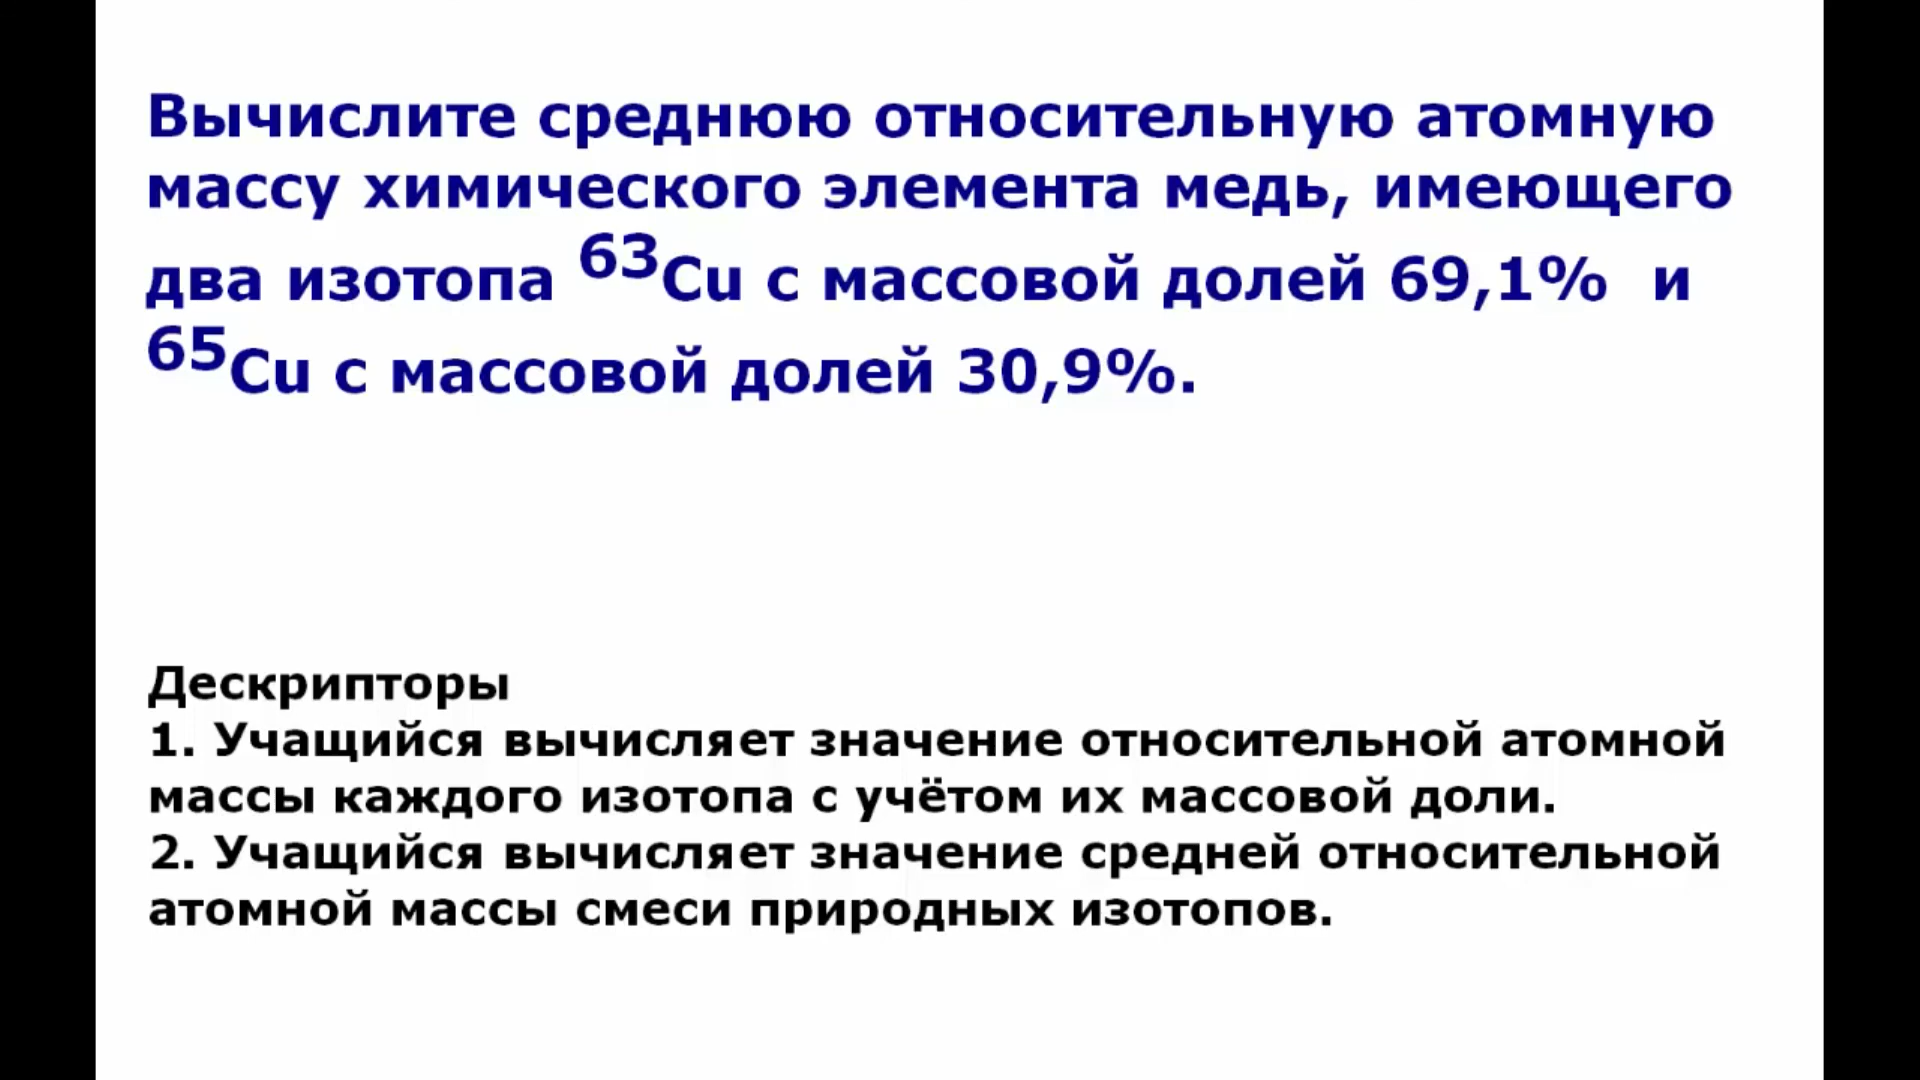 Вычислите среднюю относительную атомную
массу химического элемента медь, имеющего
два изотопа ⁶³Cu с массовой долей 69,1% и
⁶⁵Cu с массовой долей 30,9%.
Дескрипторы
1. Учащийся вычисляет значение относительной атомной
массы каждого изотопа с учётом их массовой доли.
2. Учащийся вычисляет значение средней относительной
атомной массы смеси природных изотопов.